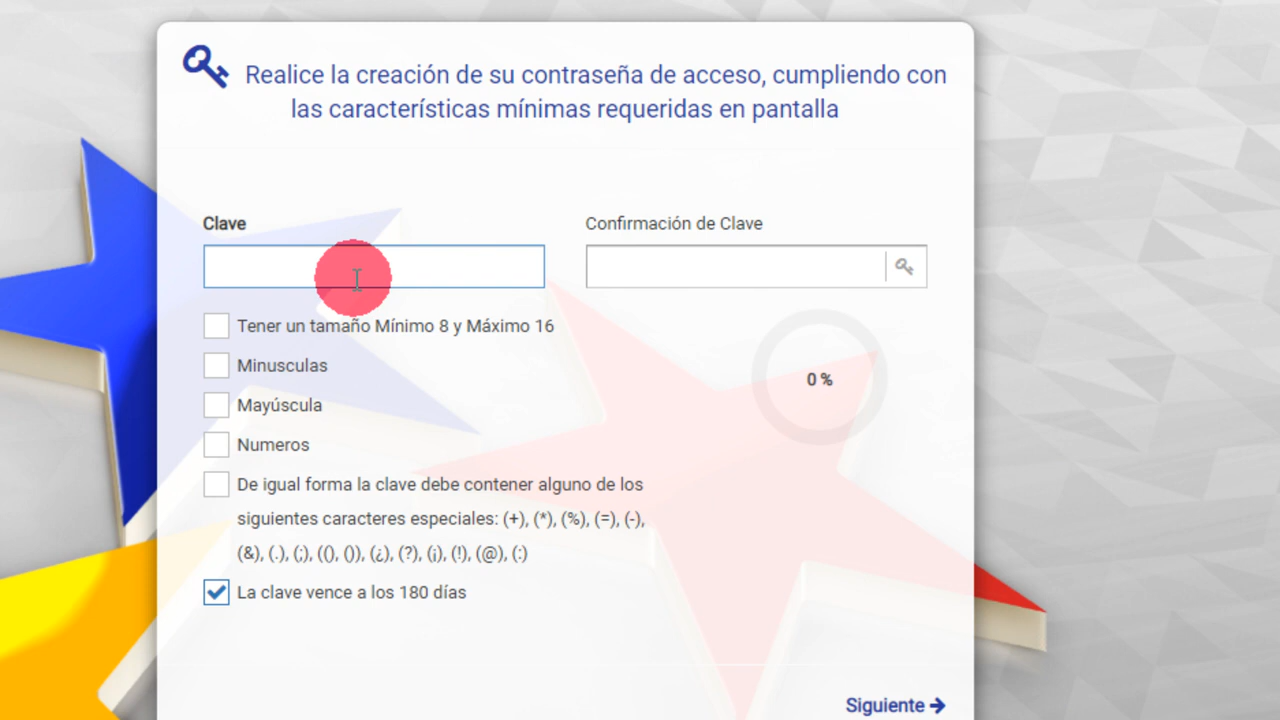 Realice la creación de su contraseña de acceso, cumpliendo con
las características mínimas requeridas en pantalla
Clave
Confirmación de Clave
Tener un tamaño Mínimo 8 y Máximo 16
Minusculas
Mayúscula
Numeros
0 %
De igual forma la clave debe contener alguno de los
siguientes caracteres especiales: (+), (*), (%), (=), (-),
(&), (.), (;), ((), ()), (¿), (?), (¡), (!), (@), (:)
La clave vence a los 180 días
Siguiente